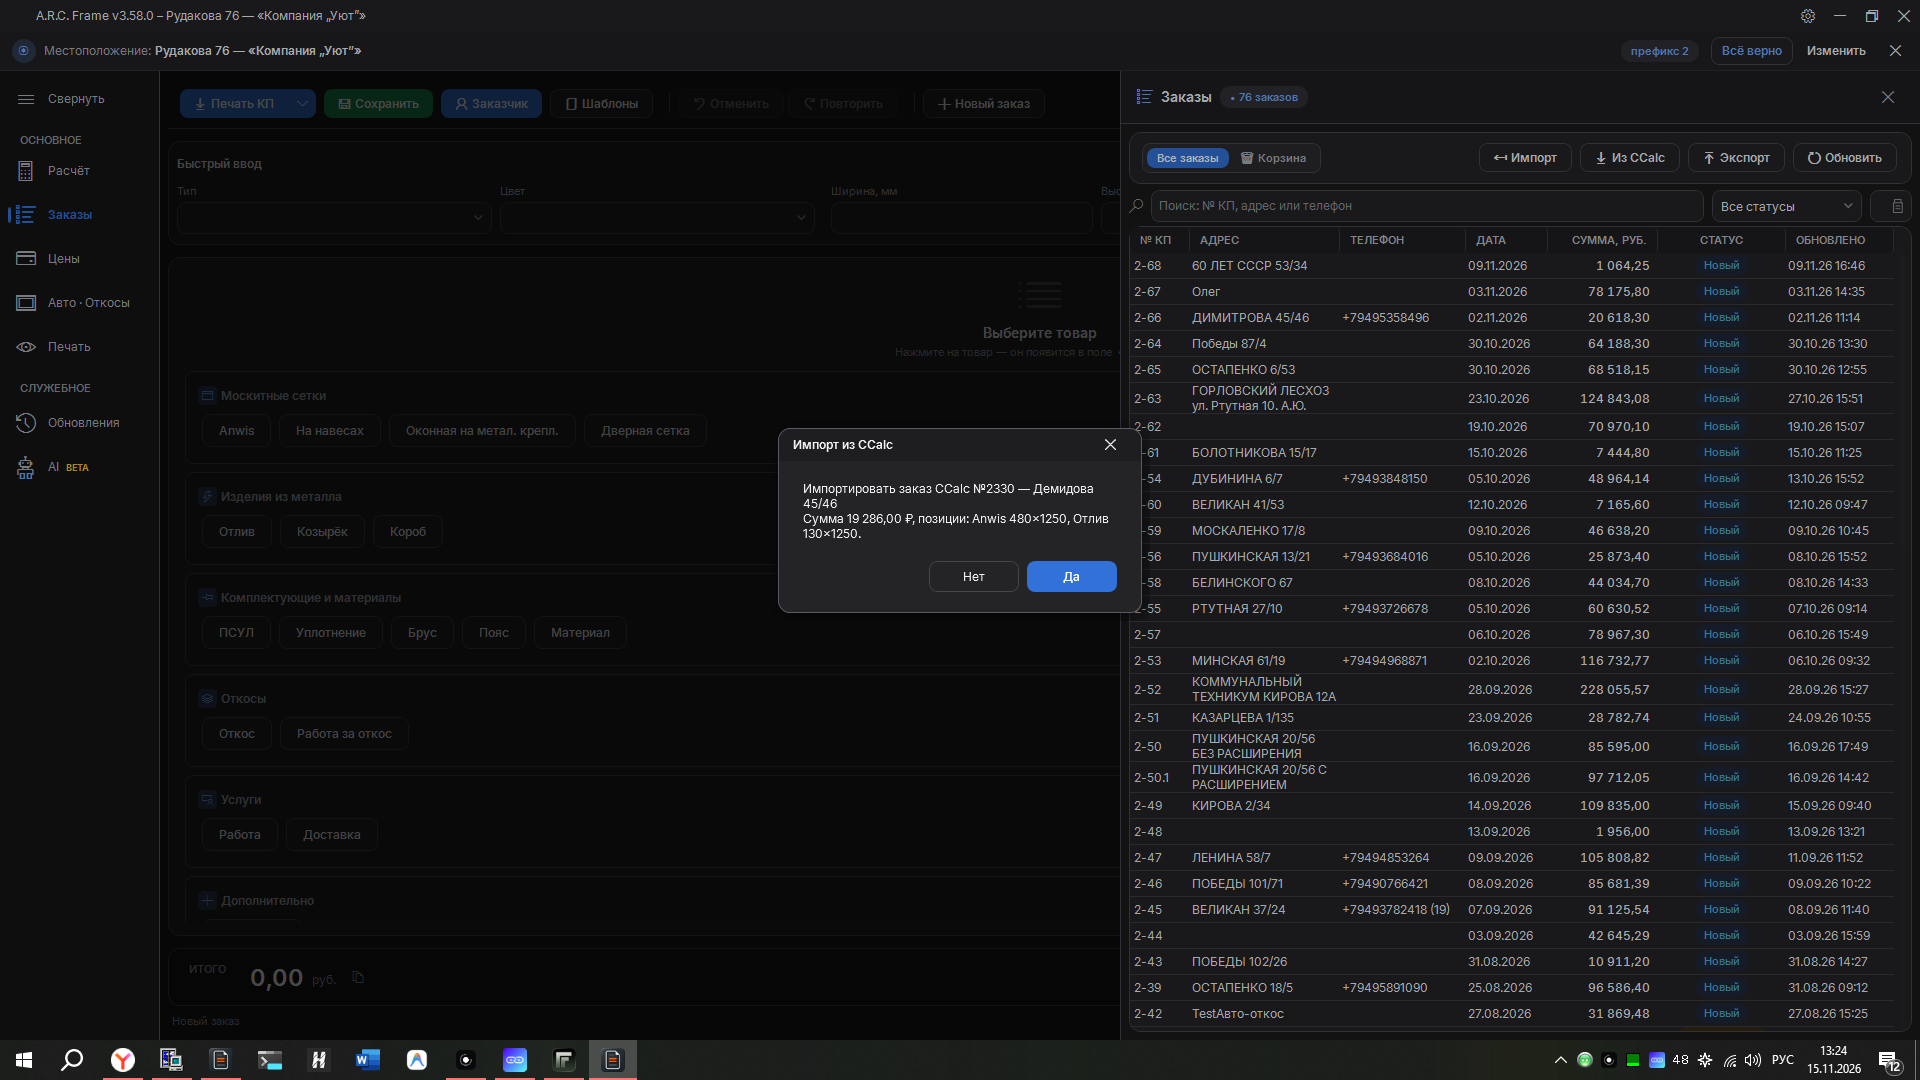 A.R.C. Frame v3.58.0 – Рудакова 76 — «Компания „Уют"»
Местоположение: Рудакова 76 — «Компания „Уют"»
префикс 2
Всё верно
Изменить
Свернуть
ОСНОВНОЕ
Расчёт
Заказы
Цены
Авто · Откосы
Печать
СЛУЖЕБНОЕ
Обновления
AI BETA
Печать КП
Сохранить
Заказчик
Шаблоны
Отменить
Повторить
Новый заказ
Быстрый ввод
Тип
Цвет
Ширина, мм
Выс
Выберите товар
Нажмите на товар — он появится в поле
Москитные сетки
Anwis
На навесах
Оконная на метал. крепл.
Дверная сетка
Изделия из металла
Отлив
Козырёк
Короб
Комплектующие и материалы
ПСУЛ
Уплотнение
Брус
Пояс
Материал
Откосы
Откос
Работа за откос
Услуги
Работа
Доставка
Дополнительно
ИТОГО
0,00 руб.
Новый заказ
Импорт из CCalc
Импортировать заказ CCalc №2330 — Демидова
45/46
Сумма 19 286,00 ₽, позиции: Anwis 480×1250, Отлив
130×1250.
Нет
Да
Заказы
• 76 заказов
Все заказы
Корзина
Импорт
Из CCalc
Экспорт
Обновить
Поиск: № КП, адрес или телефон
Все статусы
№ КП АДРЕС ТЕЛЕФОН ДАТА СУММА, РУБ. СТАТУС ОБНОВЛЕНО
2-68 60 ЛЕТ СССР 53/34 09.11.2026 1 064,25 Новый 09.11.26 16:46
2-67 Олег 03.11.2026 78 175,80 Новый 03.11.26 14:35
2-66 ДИМИТРОВА 45/46 +79495358496 02.11.2026 20 618,30 Новый 02.11.26 11:14
2-64 Победы 87/4 30.10.2026 64 188,30 Новый 30.10.26 13:30
2-65 ОСТАПЕНКО 6/53 30.10.2026 68 518,15 Новый 30.10.26 12:55
2-63 ГОРЛОВСКИЙ ЛЕСХОЗ
ул. Ртутная 10. А.Ю. 23.10.2026 124 843,08 Новый 27.10.26 15:51
2-62 19.10.2026 70 970,10 Новый 19.10.26 15:07
-61 БОЛОТНИКОВА 15/17 15.10.2026 7 444,80 Новый 15.10.26 11:25
-54 ДУБИНИНА 6/7 +79493848150 05.10.2026 48 964,14 Новый 13.10.26 15:52
-60 ВЕЛИКАН 41/53 12.10.2026 7 165,60 Новый 12.10.26 09:47
-59 МОСКАЛЕНКО 17/8 09.10.2026 46 638,20 Новый 09.10.26 10:45
-56 ПУШКИНСКАЯ 13/21 +79493684016 05.10.2026 25 873,40 Новый 08.10.26 15:52
-58 БЕЛИНСКОГО 67 08.10.2026 44 034,70 Новый 08.10.26 14:33
-55 РТУТНАЯ 27/10 +79493726678 05.10.2026 60 630,52 Новый 07.10.26 09:14
2-57 06.10.2026 78 967,30 Новый 06.10.26 15:49
2-53 МИНСКАЯ 61/19 +79494968871 02.10.2026 116 732,77 Новый 06.10.26 09:32
2-52 КОММУНАЛЬНЫЙ
ТЕХНИКУМ КИРОВА 12А 28.09.2026 228 055,57 Новый 28.09.26 15:27
2-51 КАЗАРЦЕВА 1/135 23.09.2026 28 782,74 Новый 24.09.26 10:55
2-50 ПУШКИНСКАЯ 20/56
БЕЗ РАСШИРЕНИЯ 16.09.2026 85 595,00 Новый 16.09.26 17:49
2-50.1 ПУШКИНСКАЯ 20/56 С
РАСШИРЕНИЕМ 16.09.2026 97 712,05 Новый 16.09.26 14:42
2-49 КИРОВА 2/34 14.09.2026 109 835,00 Новый 15.09.26 09:40
2-48 13.09.2026 1 956,00 Новый 13.09.26 13:21
2-47 ЛЕНИНА 58/7 +79494853264 09.09.2026 105 808,82 Новый 11.09.26 11:52
2-46 ПОБЕДЫ 101/71 +79490766421 08.09.2026 85 681,39 Новый 09.09.26 10:22
2-45 ВЕЛИКАН 37/24 +79493782418 (19) 07.09.2026 91 125,54 Новый 08.09.26 11:40
2-44 03.09.2026 42 645,29 Новый 03.09.26 15:59
2-43 ПОБЕДЫ 102/26 31.08.2026 10 911,20 Новый 31.08.26 14:27
2-39 ОСТАПЕНКО 18/5 +79495891090 25.08.2026 96 586,40 Новый 31.08.26 09:12
2-42 TestАвто-откос 27.08.2026 31 869,48 Новый 27.08.26 15:25
48
РУС
13:24
15.11.2026
12